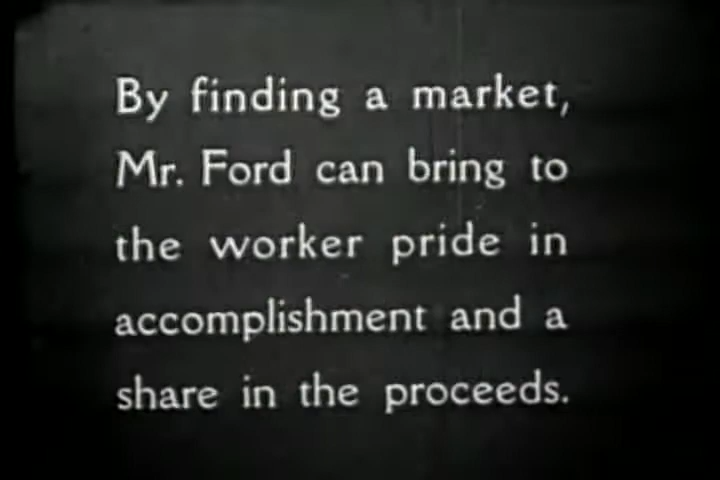 By finding a market,
Mr. Ford can bring to
the worker pride in
accomplishment and a
share in the proceeds.